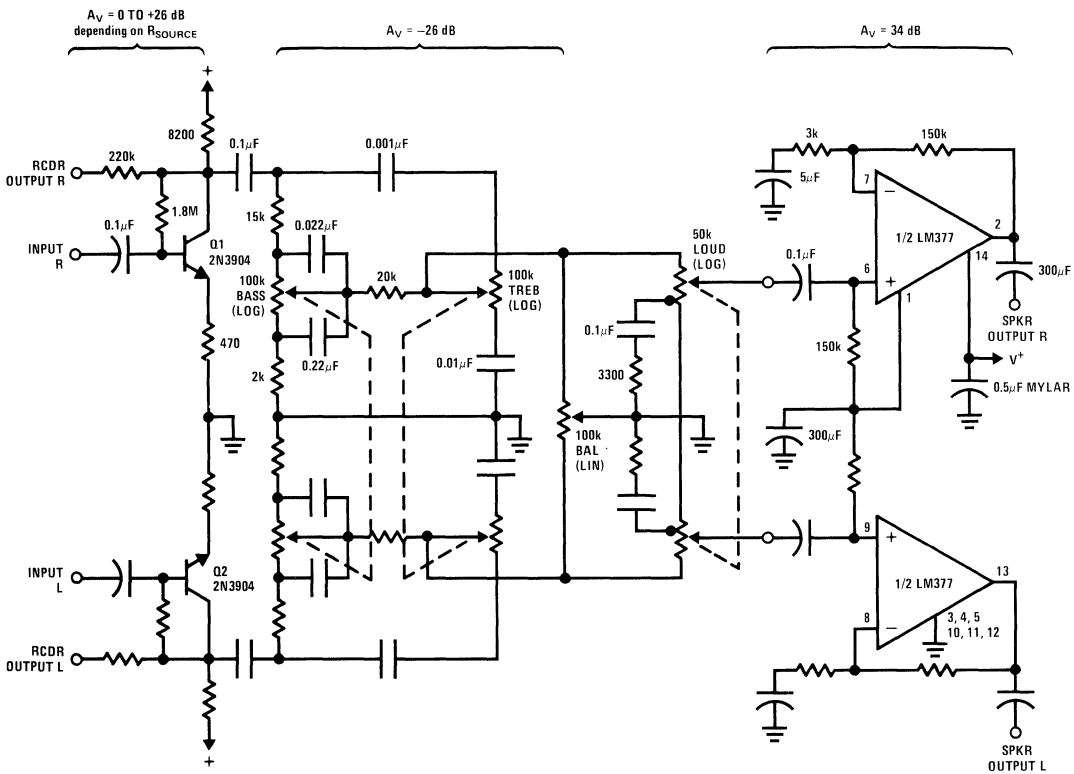 A_V = 0 TO +26 dB
depending on R_SOURCE
A_V = −26 dB
A_V = 34 dB
+
8200
220k
RCDR
OUTPUT R
0.1μF
0.001μF
3k
150k
5μF
7
−
1.8M
15k
0.022μF
0.1μF
INPUT
R
Q1
2N3904
100k
BASS
(LOG)
20k
100k
TREB
(LOG)
50k
LOUD
(LOG)
0.1μF
6
+
1/2 LM377
2
14
1
300μF
SPKR
OUTPUT R
470
0.22μF
2k
0.01μF
0.1μF
3300
150k
V+
0.5μF MYLAR
100k
BAL
(LIN)
300μF
9
+
INPUT
L
Q2
2N3904
1/2 LM377
13
8
−
3, 4, 5
10, 11, 12
RCDR
OUTPUT L
+
SPKR
OUTPUT L